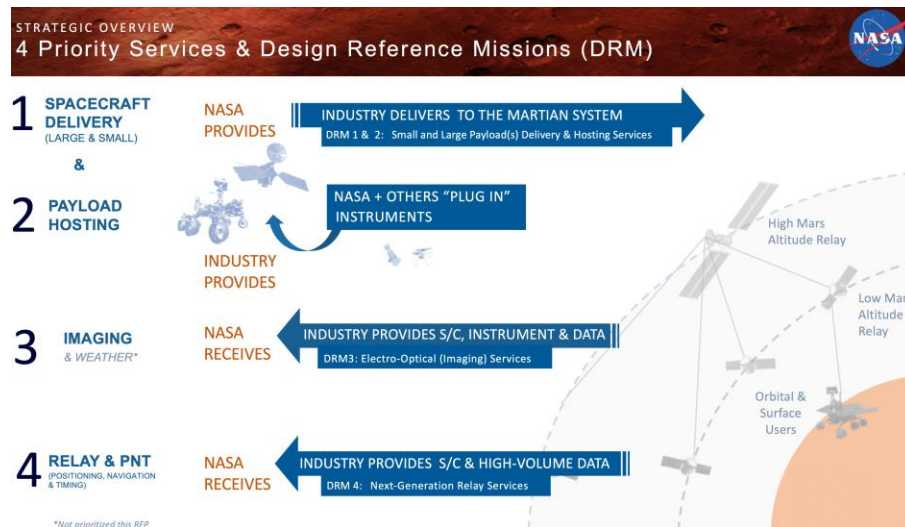 STRATEGIC OVERVIEW
4 Priority Services & Design Reference Missions (DRM)
NASA
1 SPACECRAFT
DELIVERY
(LARGE & SMALL)
&
NASA
PROVIDES
INDUSTRY DELIVERS TO THE MARTIAN SYSTEM
DRM 1 & 2: Small and Large Payload(s) Delivery & Hosting Services
2 PAYLOAD
HOSTING
NASA + OTHERS "PLUG IN"
INSTRUMENTS
INDUSTRY
PROVIDES
High Mars
Altitude Relay
Low Mar
Altitude
Relay
Orbital &
Surface
Users
3 IMAGING
& WEATHER*
NASA
RECEIVES
INDUSTRY PROVIDES S/C, INSTRUMENT & DATA
DRM3: Electro-Optical (Imaging) Services
4 RELAY & PNT
(POSITIONING, NAVIGATION
& TIMING)
NASA
RECEIVES
INDUSTRY PROVIDES S/C & HIGH-VOLUME DATA
DRM 4: Next-Generation Relay Services
*Not prioritized this RFP